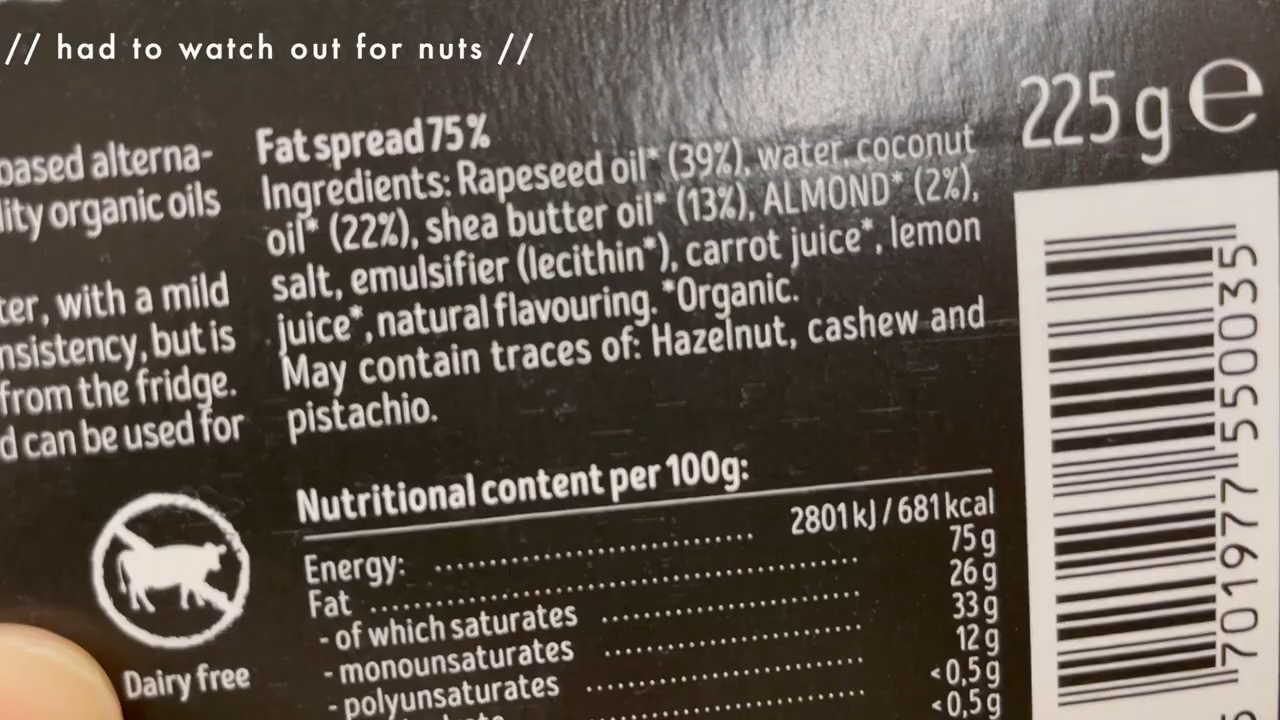 // had to watch out for nuts //
225 g e
based alterna-
lity organic oils
ter, with a mild
nsistency, but is
from the fridge.
d can be used for
Fat spread 75%
Ingredients: Rapeseed oil* (39%), water, coconut
oil* (22%), shea butter oil* (13%), ALMOND* (2%),
salt, emulsifier (lecithin*), carrot juice*, lemon
juice*, natural flavouring. *Organic.
May contain traces of: Hazelnut, cashew and
pistachio.
Nutritional content per 100g:
Energy: 2801 kJ / 681 kcal
Fat 75 g
- of which saturates 26 g
- monounsaturates 33 g
- polyunsaturates 12 g
<0,5 g
<0,5 g
Dairy free
701977 550035